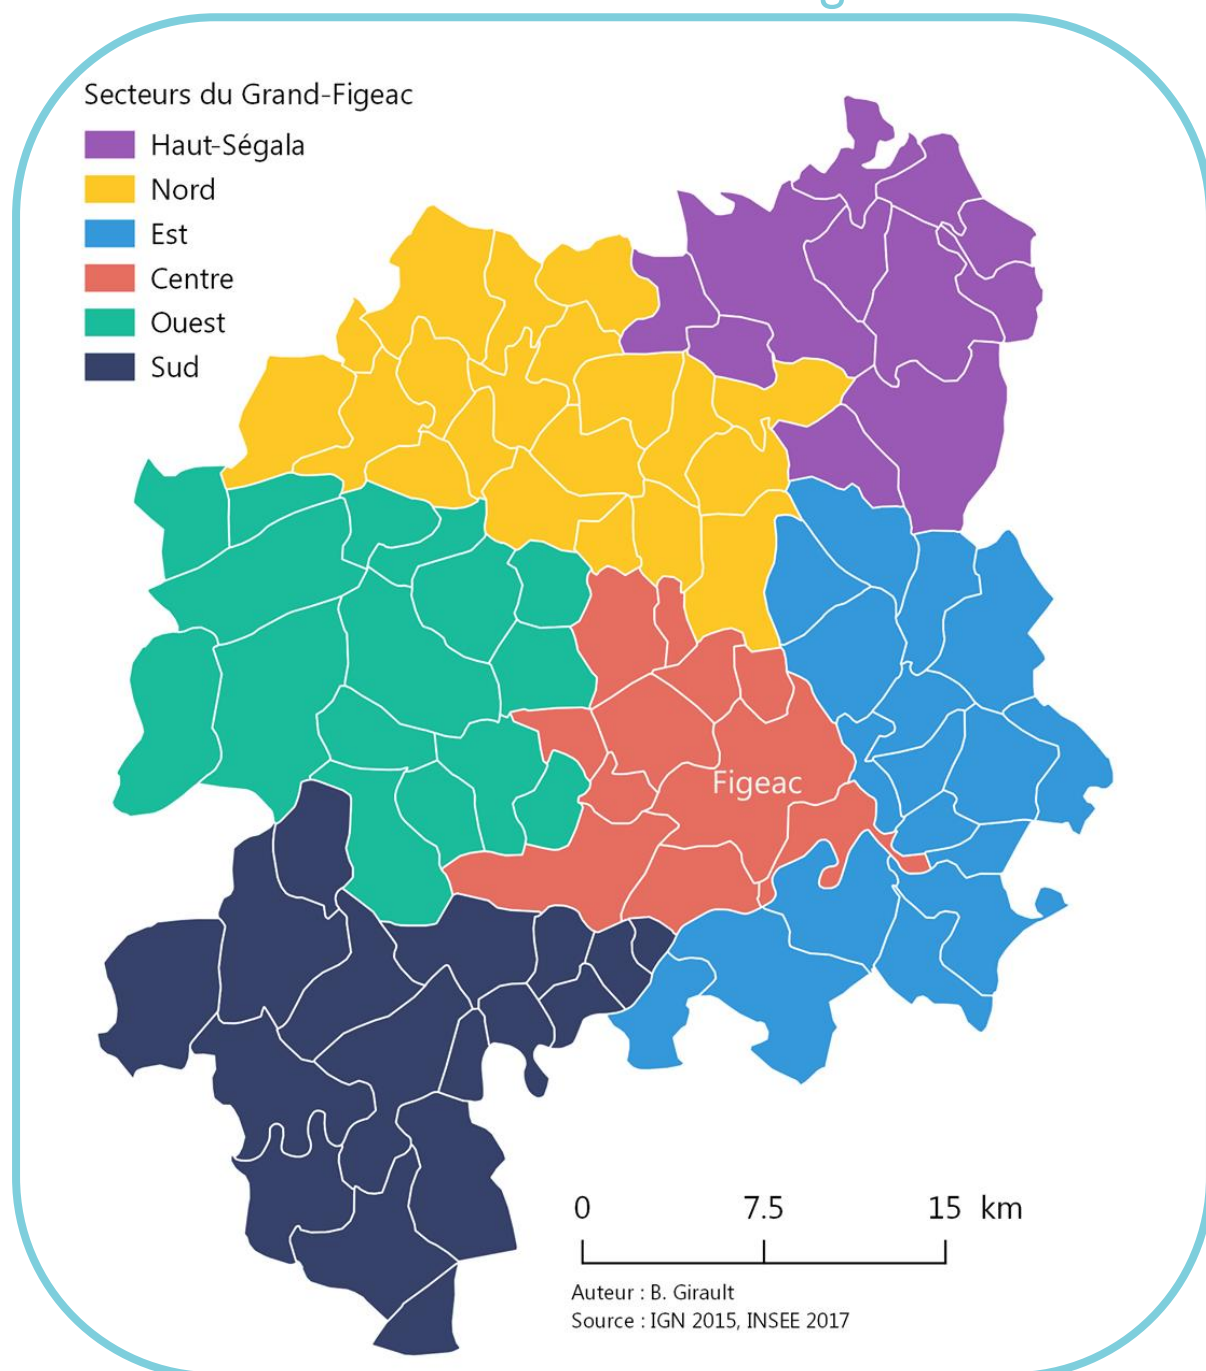 Secteurs du Grand-Figeac
Haut-Ségala
Nord
Est
Centre
Ouest
Sud
Figeac
0 7.5 15 km
Auteur : B. Girault
Source : IGN 2015, INSEE 2017